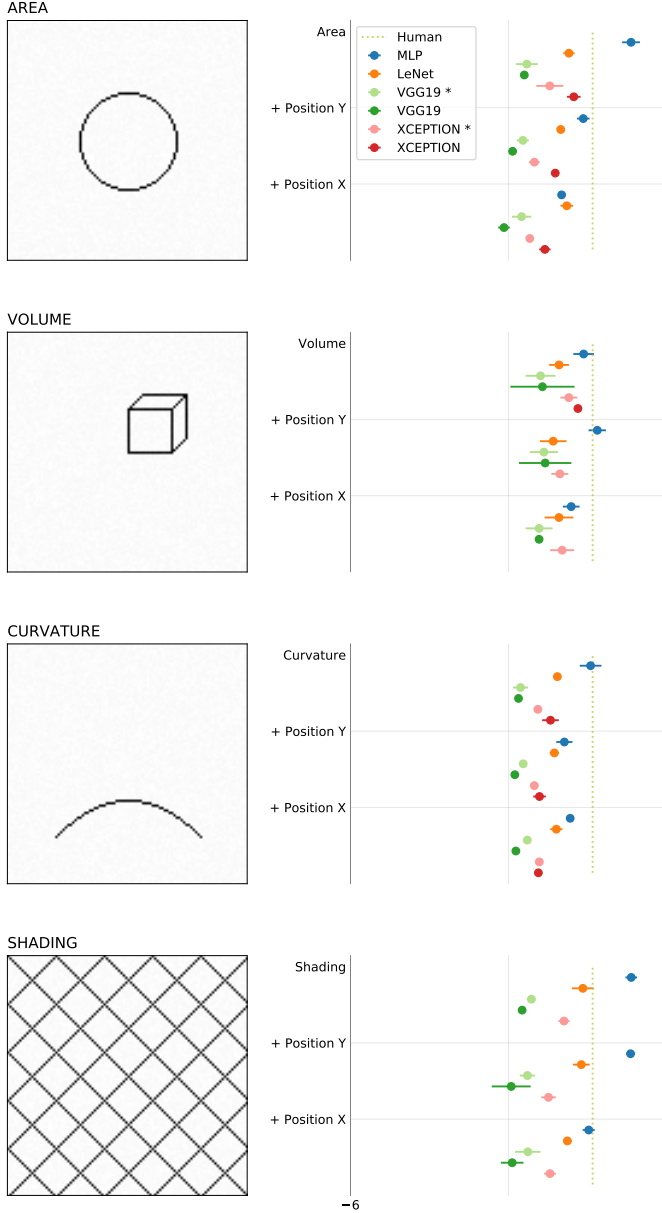 AREA
Area
Human
MLP
LeNet
VGG19 *
VGG19
XCEPTION *
XCEPTION
+ Position Y
+ Position X
VOLUME
Volume
+ Position Y
+ Position X
CURVATURE
Curvature
+ Position Y
+ Position X
SHADING
Shading
+ Position Y
+ Position X
−6